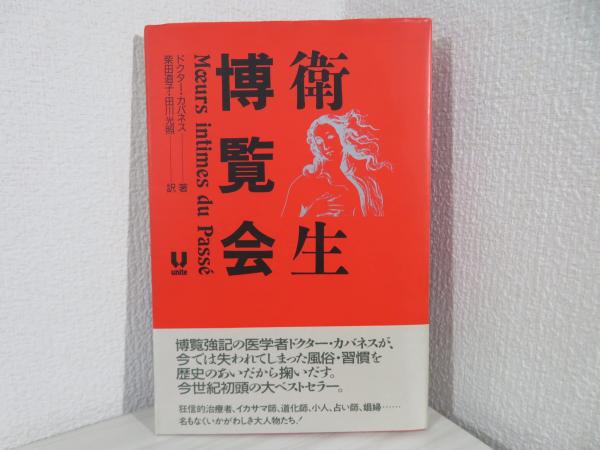 衛生
博覧会
Mœurs intimes du Passé
ドクター・カバネス 著
柴田道子・田川光照 訳
unite
博覧強記の医学者ドクター・カバネスが、
今では失われてしまった風俗・習慣を
歴史のあいだから掬いだす。
今世紀初頭の大ベストセラー。
狂信的治療者、イカサマ師、道化師、小人、占い師、娼婦……
名もなくいかがわしき大人物たち！